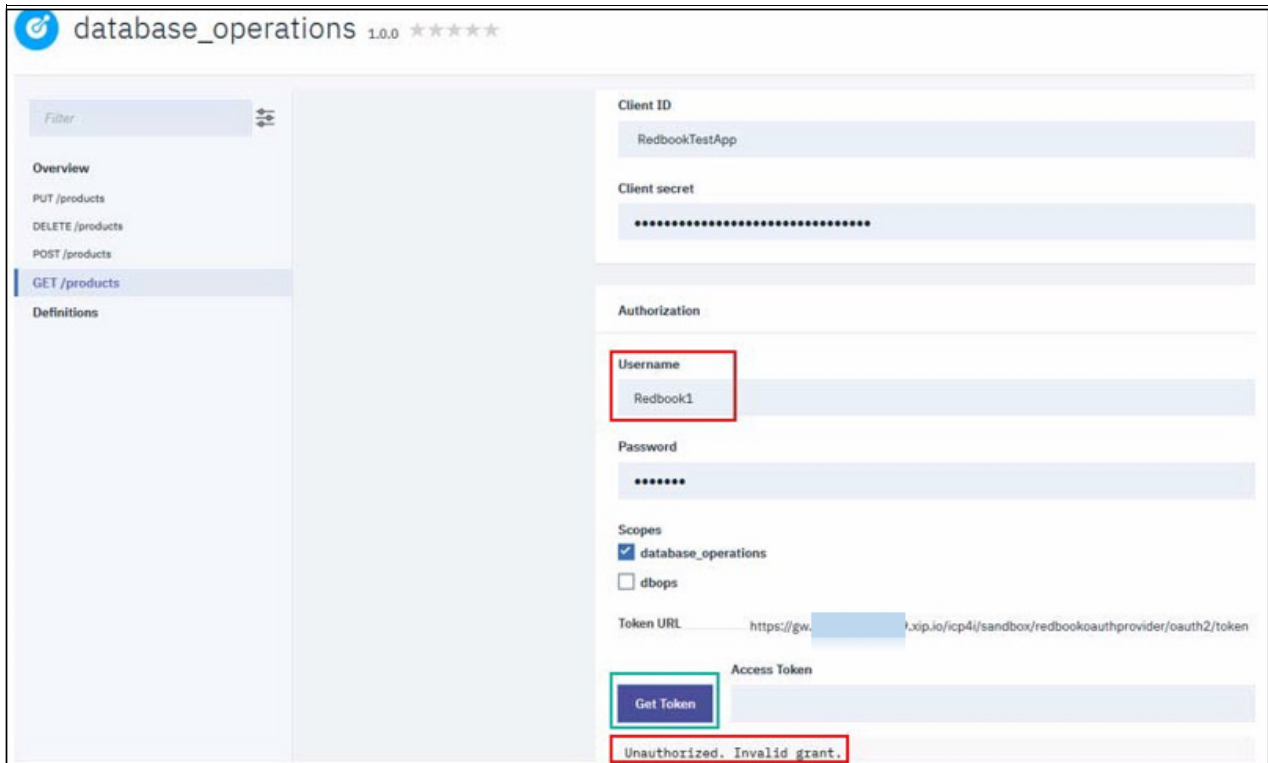 database_operations 1.0.0
Filter
Overview
PUT /products
DELETE /products
POST /products
GET /products
Definitions
Client ID
RedbookTestApp
Client secret
••••••••••••••••••••••••••••••••
Authorization
Username
Redbook1
Password
•••••••
Scopes
database_operations
dbops
Token URL https://gw. .xip.io/icp4i/sandbox/redbookoauthprovider/oauth2/token
Access Token
Get Token
Unauthorized. Invalid grant.